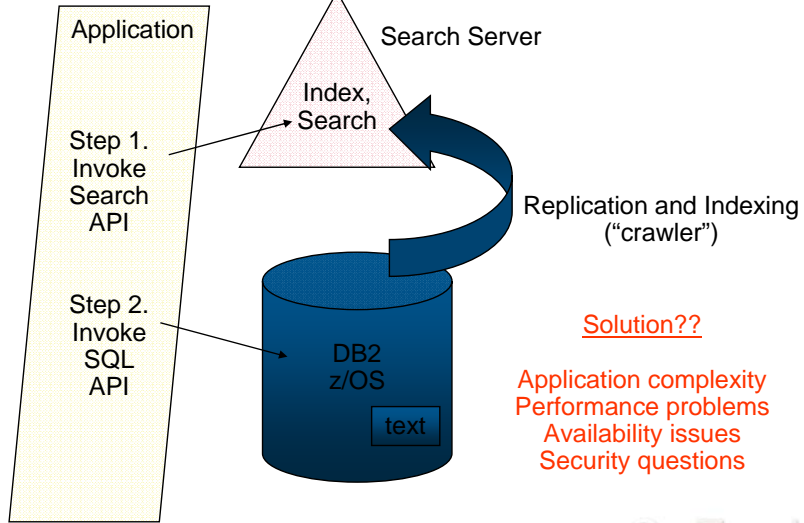 Application
Search Server
Index,
Search
Step 1.
Invoke
Search
API
Replication and Indexing
(“crawler”)
Step 2.
Invoke
SQL
API
DB2
z/OS
text
Solution??
Application complexity
Performance problems
Availability issues
Security questions